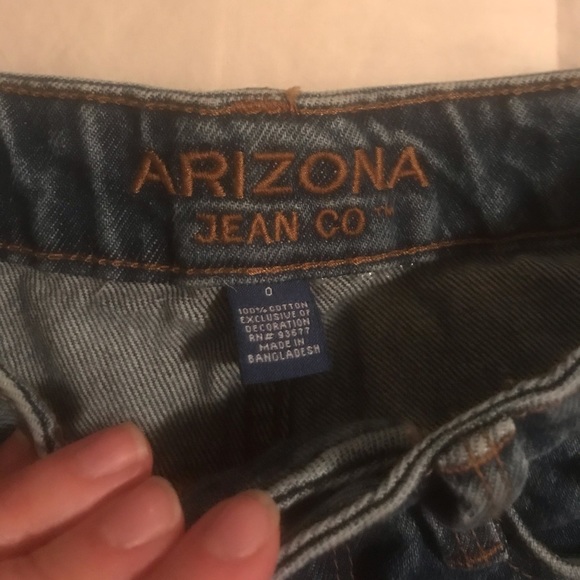 ARIZONA
JEAN CO™
0
100% COTTON
EXCLUSIVE OF
DECORATION
RN# 93677
MADE IN
BANGLADESH